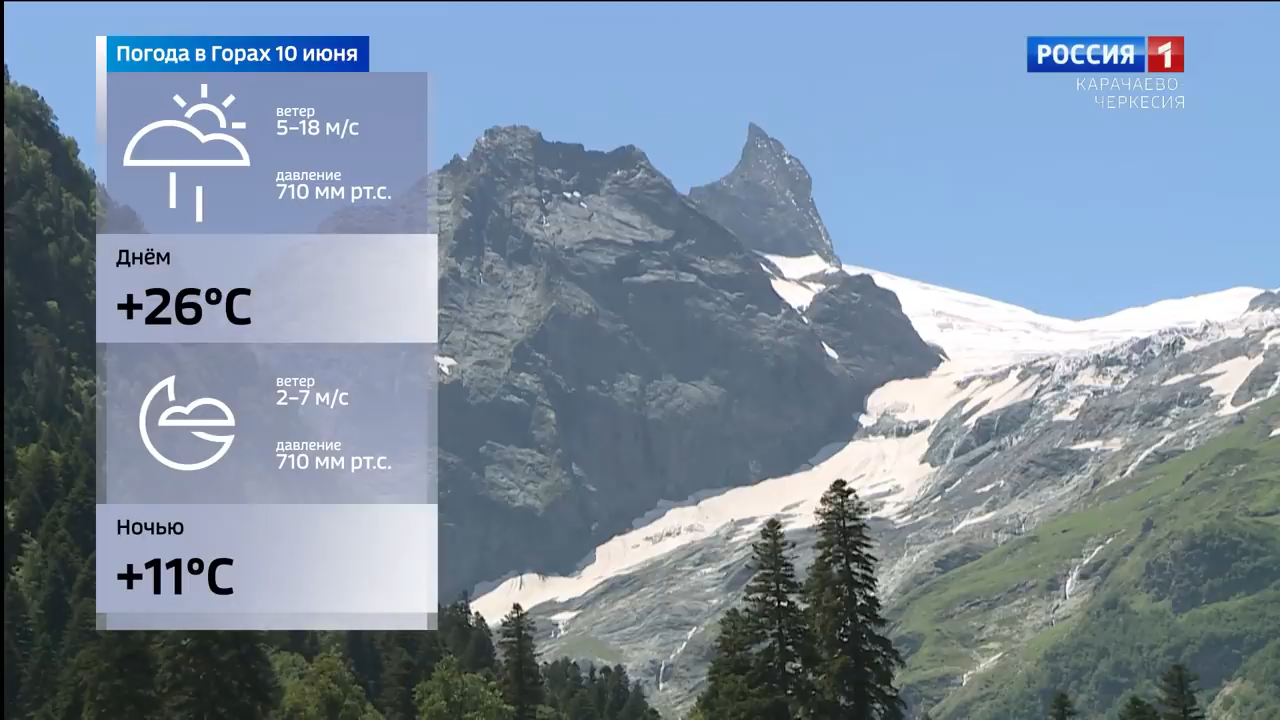 Погода в Горах 10 июня
ветер
5–18 м/с
давление
710 мм рт.с.
Днём
+26°C
ветер
2–7 м/с
давление
710 мм рт.с.
Ночью
+11°C
РОССИЯ 1
КАРАЧАЕВО-
ЧЕРКЕСИЯ